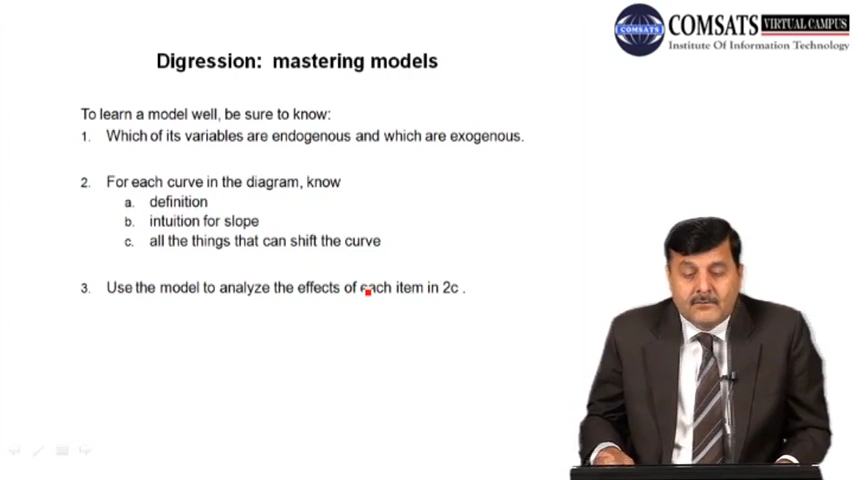 COMSATS VIRTUAL CAMPUS
Institute Of Information Technology
COMSATS
Digression: mastering models
To learn a model well, be sure to know:
1. Which of its variables are endogenous and which are exogenous.
2. For each curve in the diagram, know
a. definition
b. intuition for slope
c. all the things that can shift the curve
3. Use the model to analyze the effects of each item in 2c .